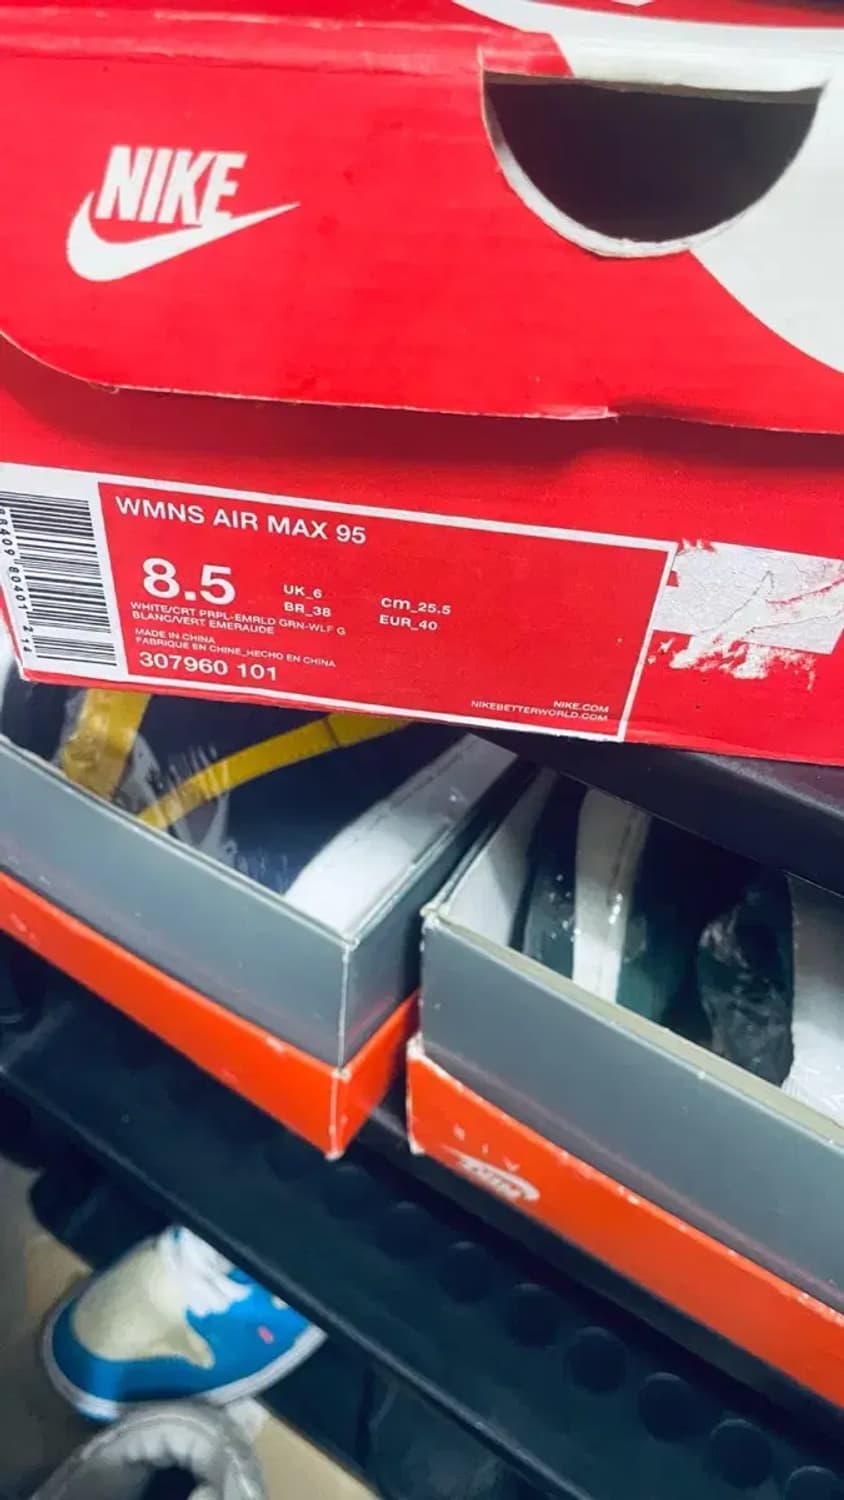 NIKE
WMNS AIR MAX 95
8.5
UK_6
BR_38
cm_25.5
EUR_40
WHITE/CRT PRPL-EMRLD GRN-WLF G
BLANC/VERT EMERAUDE
MADE IN CHINA
FABRIQUE EN CHINE_HECHO EN CHINA
307960 101
NIKE.COM
NIKEBETTERWORLD.COM
AIR